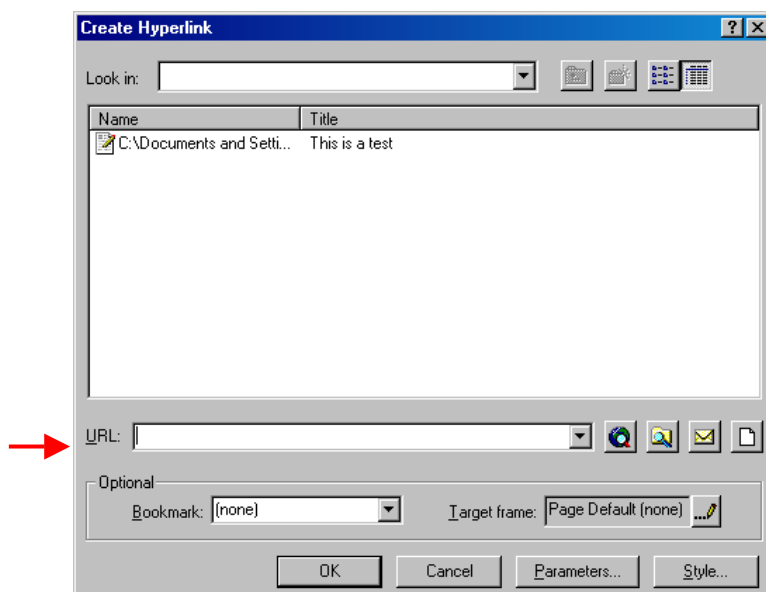 Create Hyperlink
Look in:
Name Title
C:\Documents and Setti... This is a test
URL:
Optional
Bookmark: (none) Target frame: Page Default (none)
OK Cancel Parameters... Style...